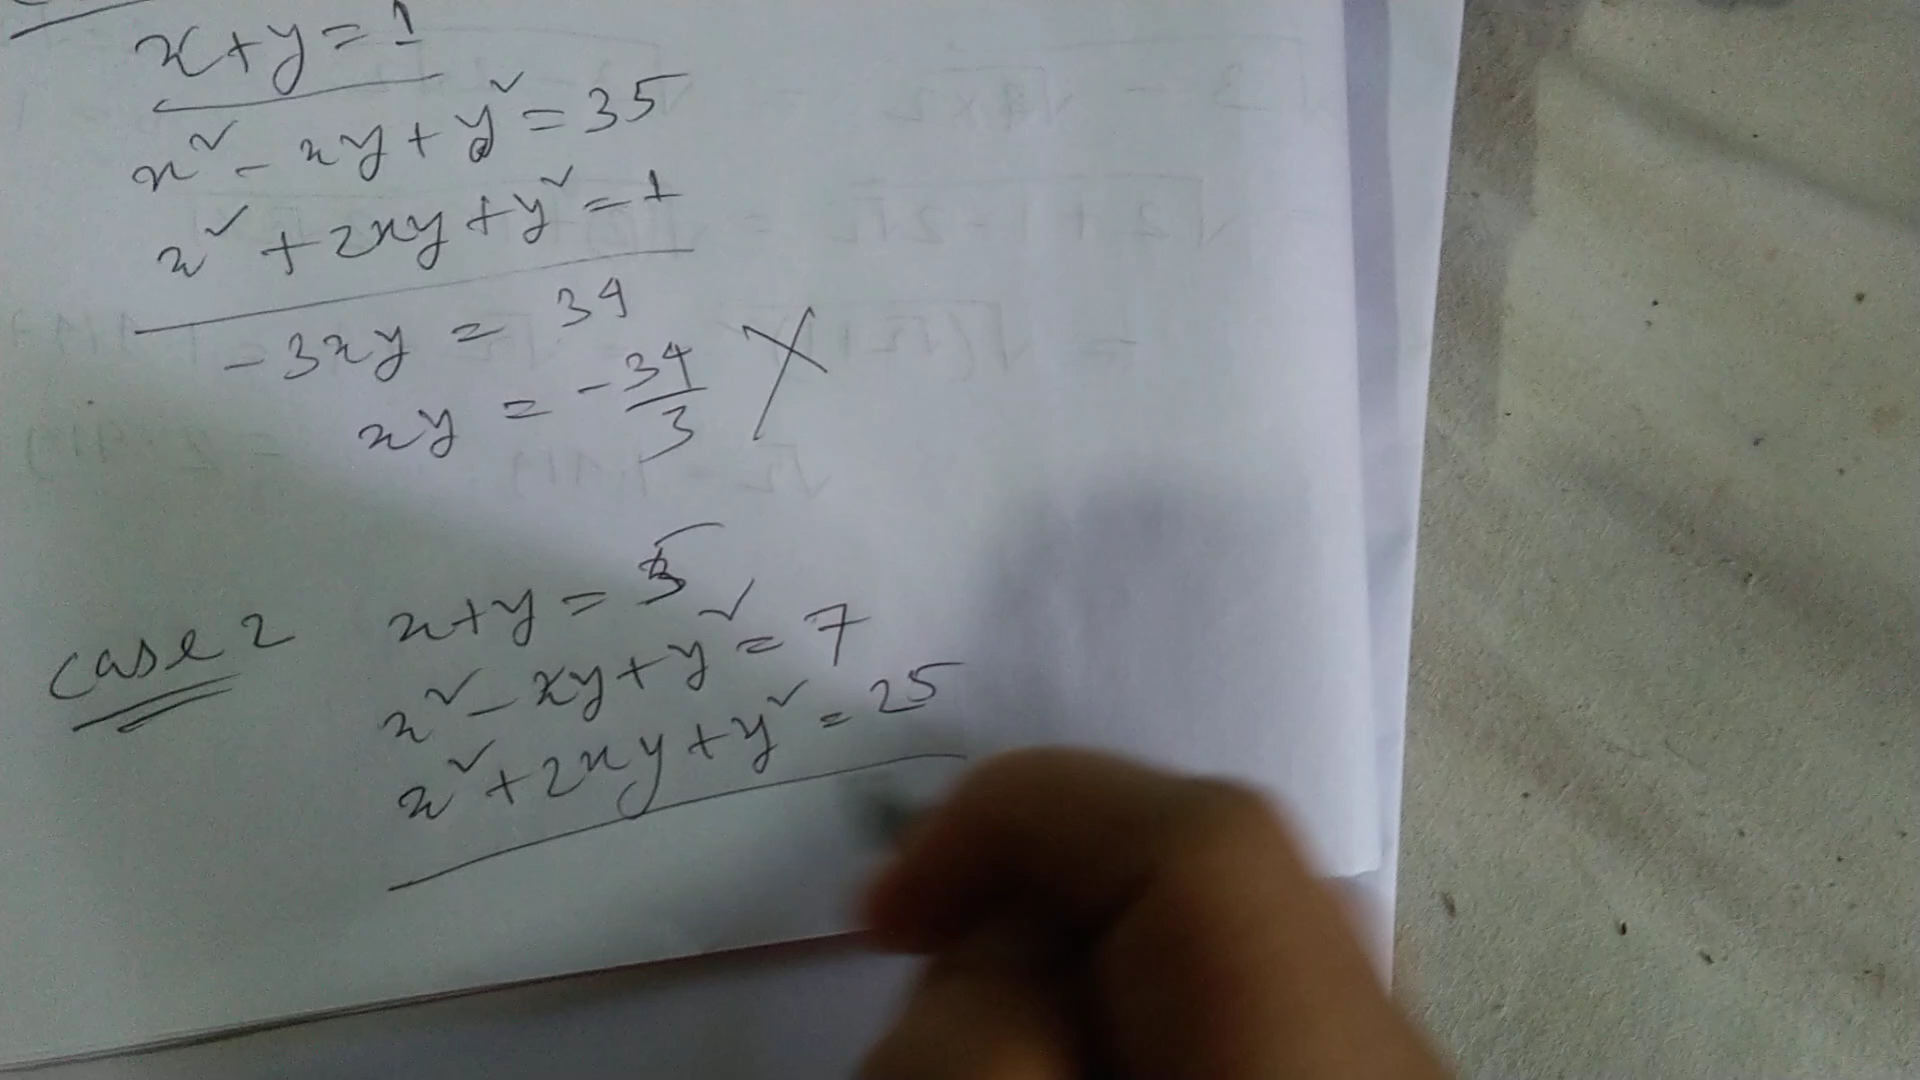 x+y=1
x²-xy+y²=35
x²+2xy+y²=1
-3xy=34
xy=-34/3 ×
case 2 x+y=5
x²-xy+y²=7
x²+2xy+y²=25